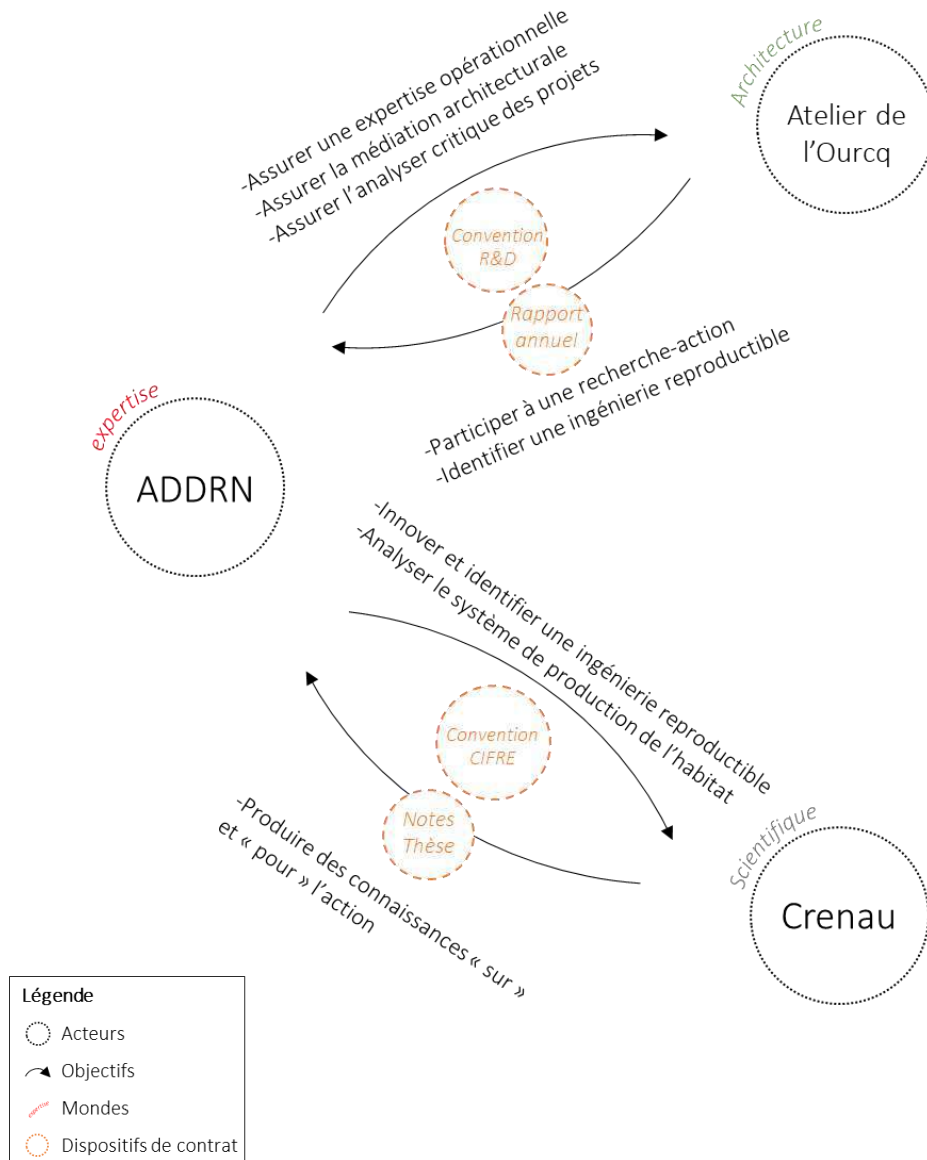 -Assurer une expertise opérationnelle
-Assurer la médiation architecturale
-Assurer l'analyser critique des projets
Architecture
Atelier de
l'Ourcq
Convention
R&D
Rapport
annuel
-Participer à une recherche-action
-Identifier une ingénierie reproductible
expertise
ADDRN
-Innover et identifier une ingénierie reproductible
-Analyser le système de production de l'habitat
Convention
CIFRE
Notes
Thèse
-Produire des connaissances « sur »
et « pour » l'action
Scientifique
Crenau
Légende
Acteurs
Objectifs
expertise
Mondes
Dispositifs de contrat